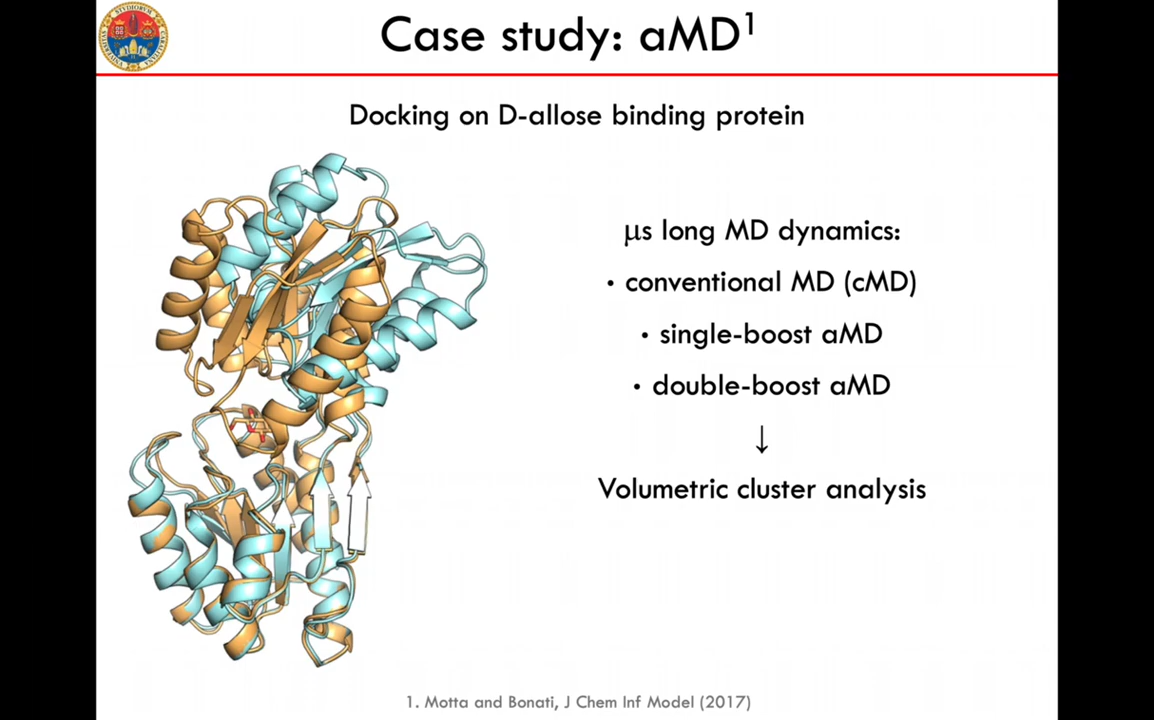 Case study: aMD¹
Docking on D-allose binding protein
μs long MD dynamics:
• conventional MD (cMD)
• single-boost aMD
• double-boost aMD
↓
Volumetric cluster analysis
1. Motta and Bonati, J Chem Inf Model (2017)